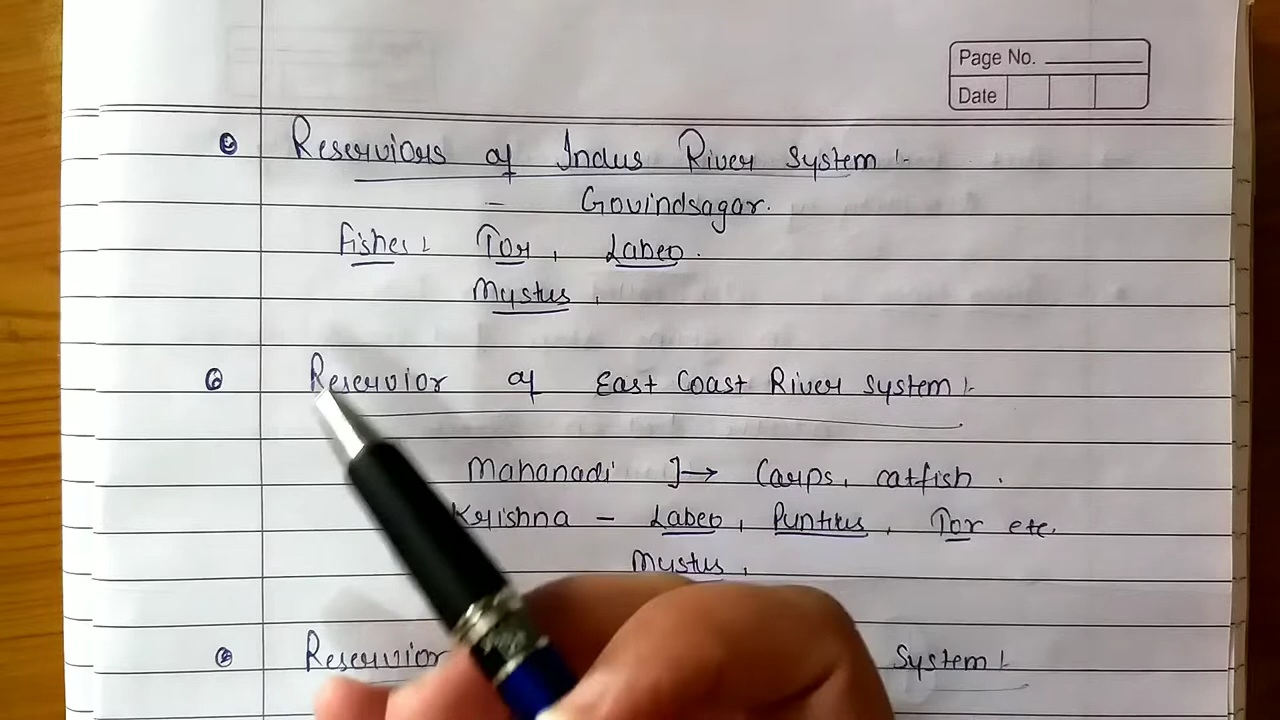 Page No.
Date
Reserviors of Indus River System :-
- Govindsagar.
Fishes : Tor, Labeo.
Mystus,
Reservior of East Coast River System :-
Mahanadi ]→ Carps, catfish.
Krishna - Labeo, Puntius, Tor etc.
Mystus,
Reservior System :-